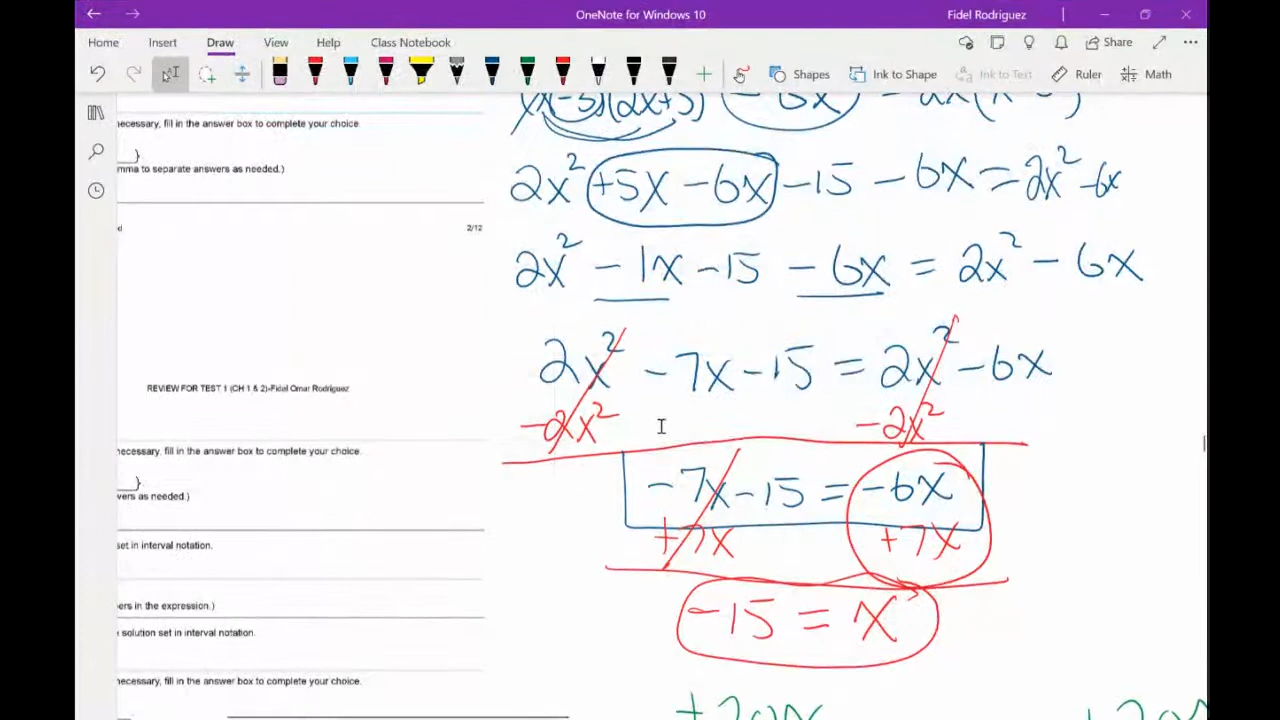 OneNote for Windows 10
Fidel Rodriguez
Home Insert Draw View Help Class Notebook
Share
Shapes Ink to Shape Ink to Text Ruler Math
necessary, fill in the answer box to complete your choice.
mma to separate answers as needed.)
2/12
REVIEW FOR TEST 1 (CH 1 & 2)-Fidel Omar Rodriguez
necessary, fill in the answer box to complete your choice.
vers as needed.)
set in interval notation.
ers in the expression.)
solution set in interval notation.
necessary, fill in the answer box to complete your choice.
2x² +5x -6x -15 - 6x = 2x² -6x
2x² - 1x -15 - 6x = 2x² - 6x
2x² - 7x - 15 = 2x² - 6x
-2x² -2x²
-7x - 15 = -6x
+7x +7x
-15 = x